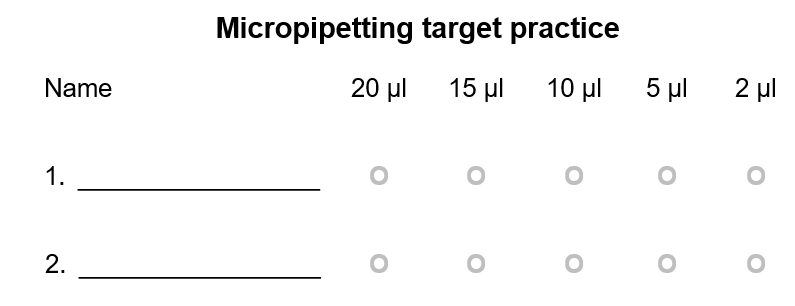 Micropipetting target practice
Name 20 µl 15 µl 10 µl 5 µl 2 µl
1. ________________ o o o o o
2. ________________ o o o o o